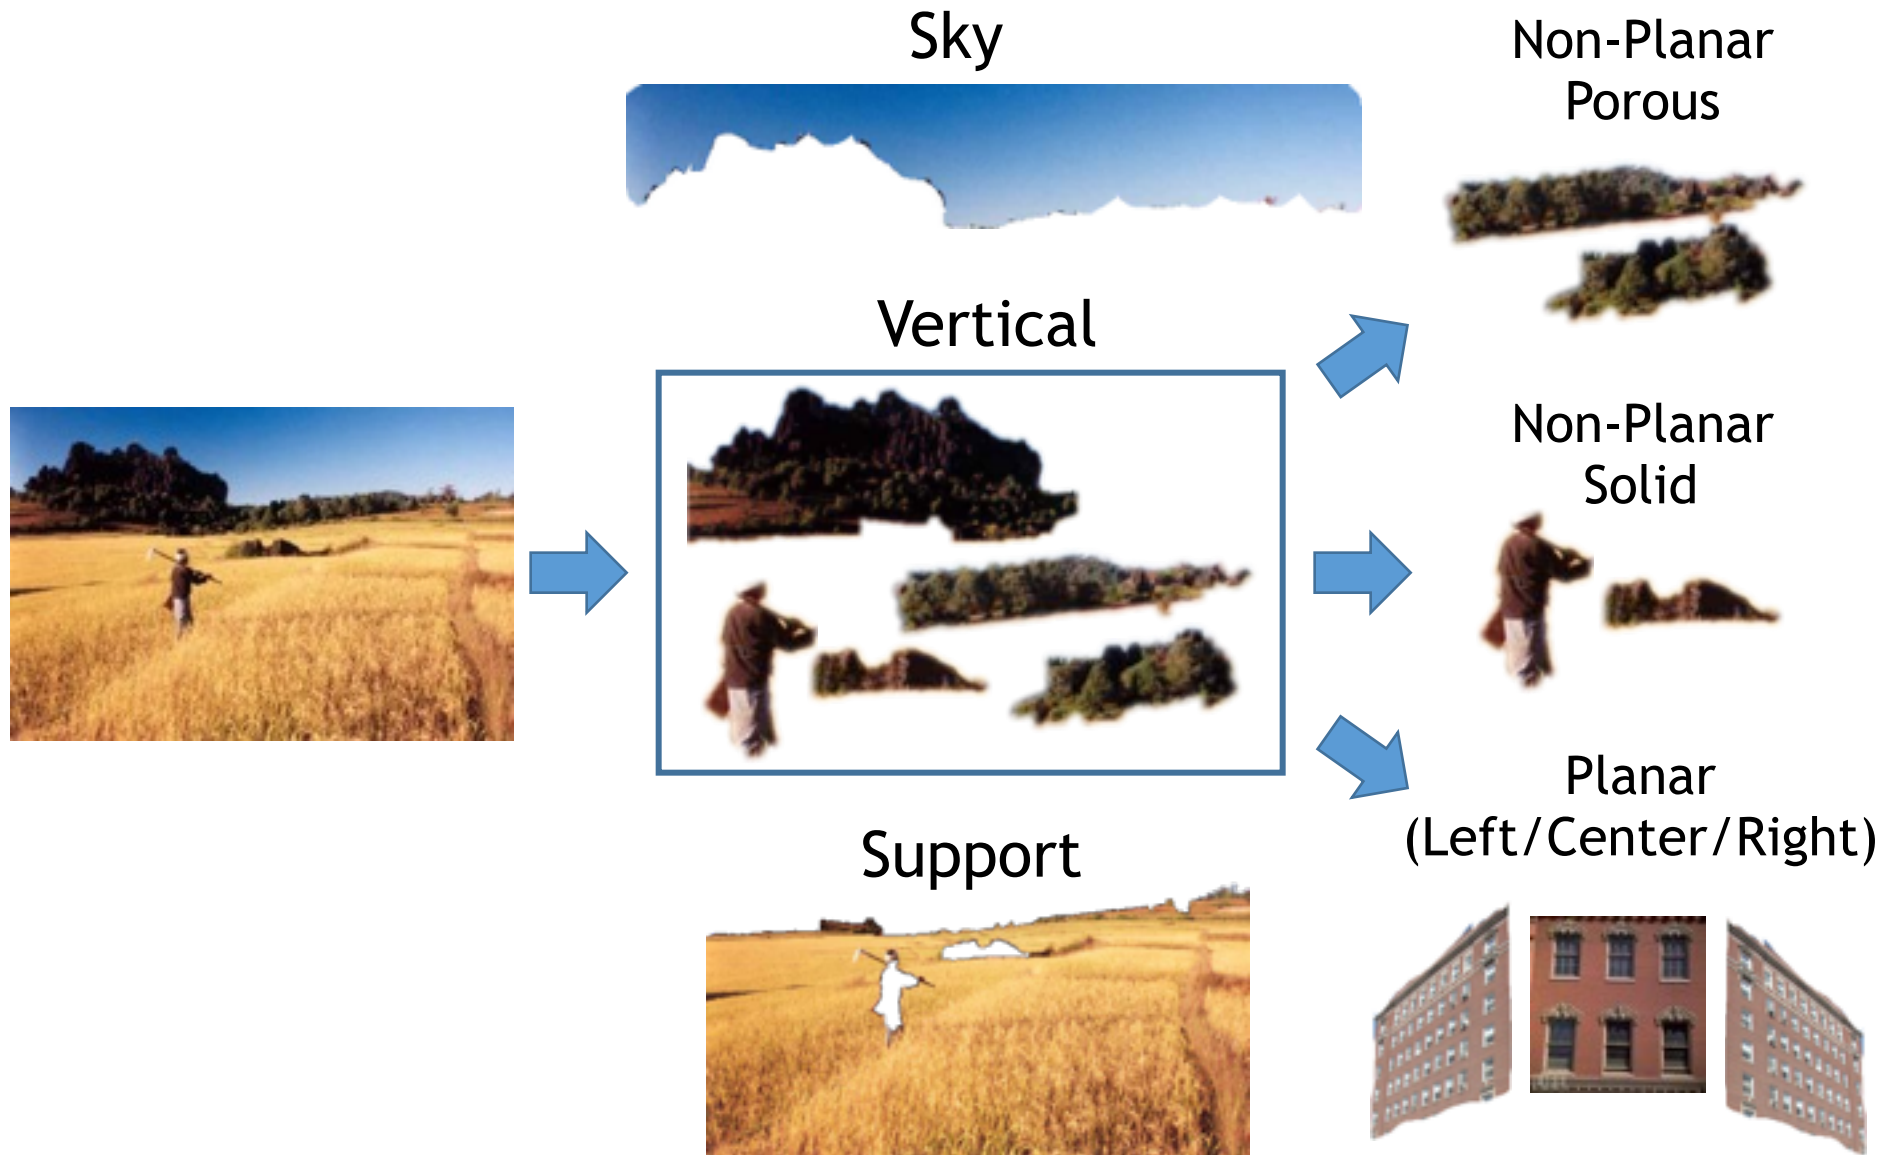 Sky
Vertical
Support
Non-Planar
Porous
Non-Planar
Solid
Planar
(Left/Center/Right)